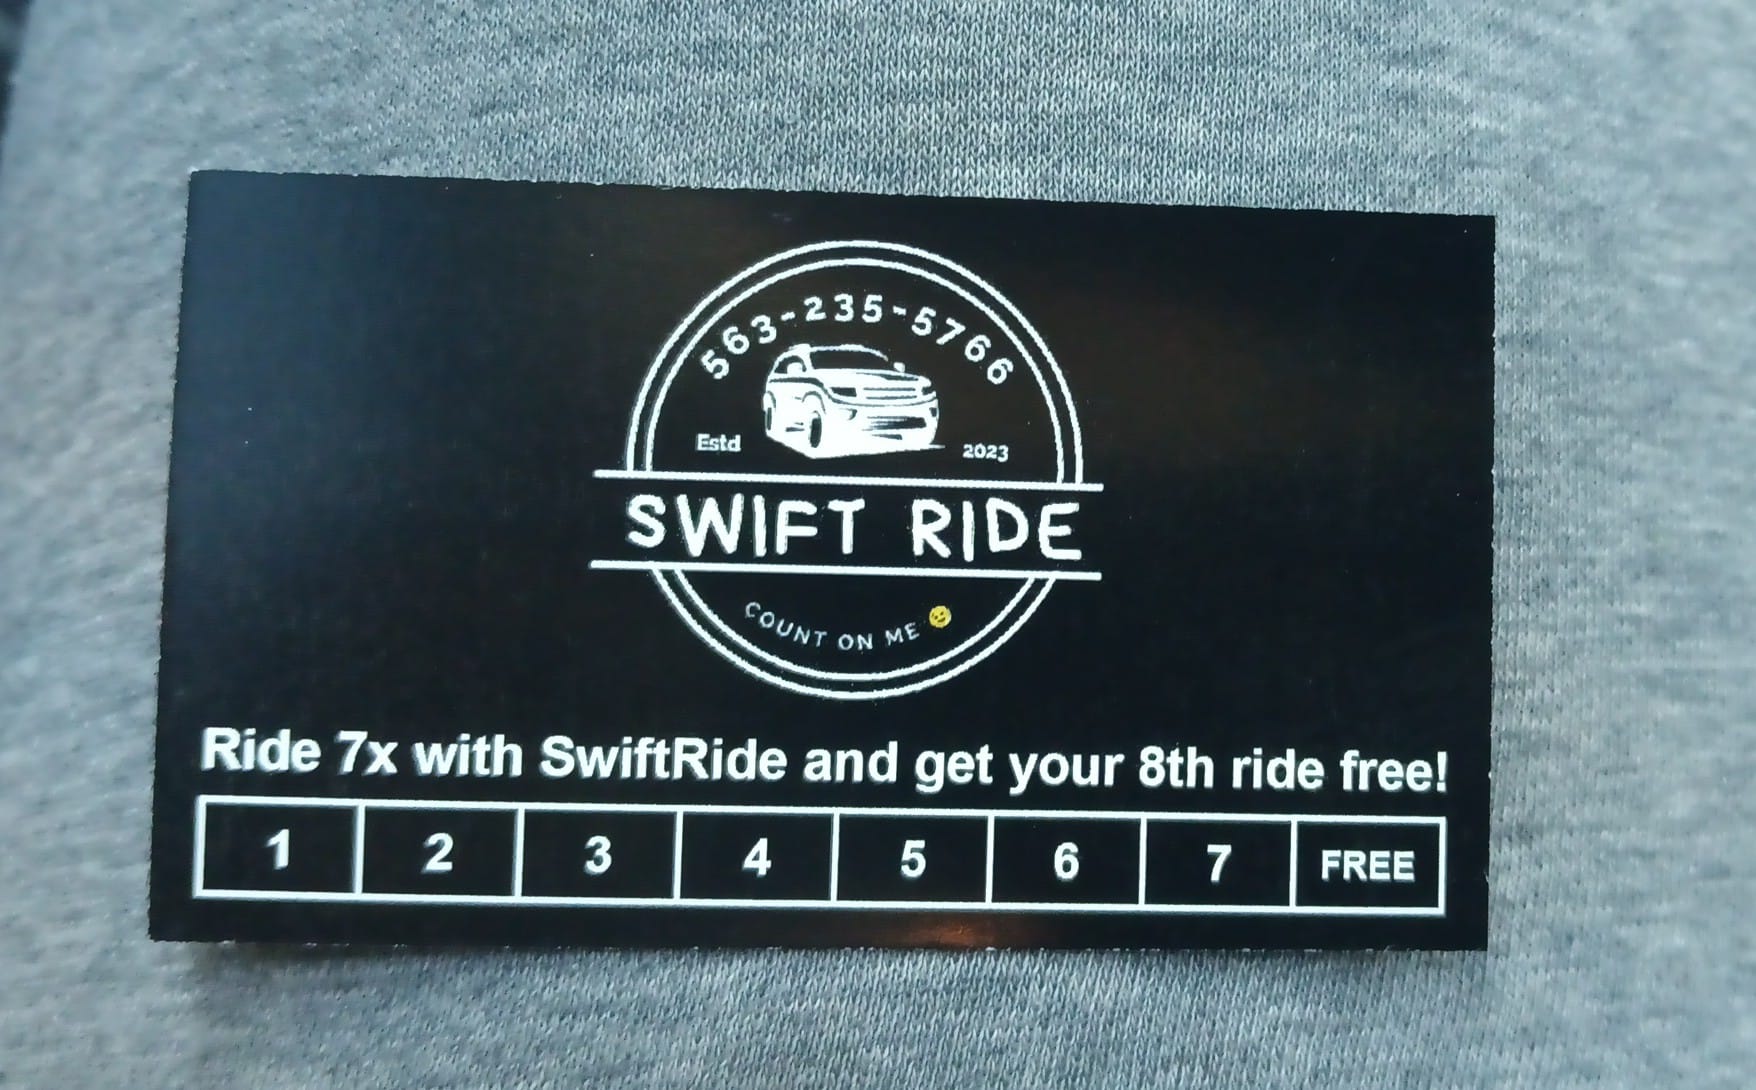 563-235-5766
Estd 2023
SWIFT RIDE
COUNT ON ME 😉
Ride 7x with SwiftRide and get your 8th ride free!
1 2 3 4 5 6 7 FREE